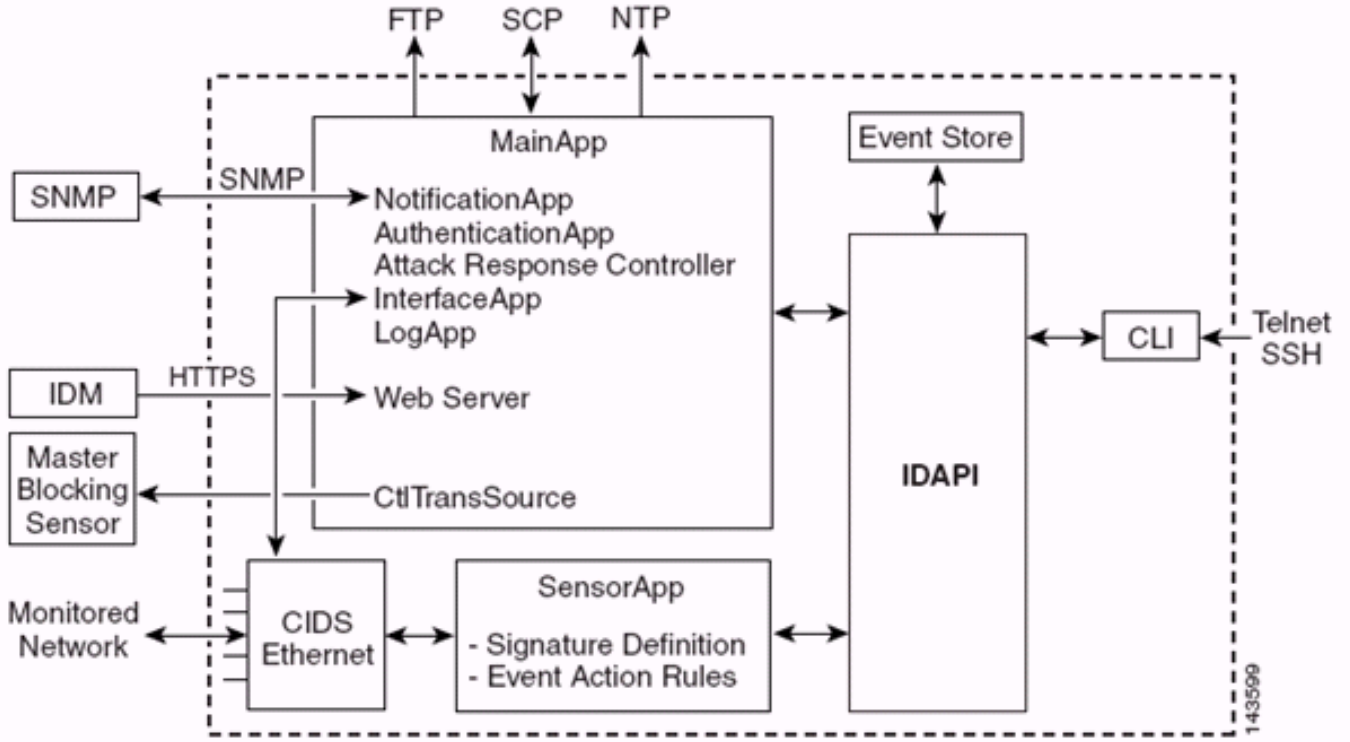 FTP
SCP
NTP
MainApp
Event Store
SNMP
SNMP
NotificationApp
AuthenticationApp
Attack Response Controller
InterfaceApp
LogApp
CLI
Telnet
SSH
IDM
HTTPS
Web Server
Master
Blocking
Sensor
CtlTransSource
IDAPI
Monitored
Network
CIDS
Ethernet
SensorApp
- Signature Definition
- Event Action Rules
143599